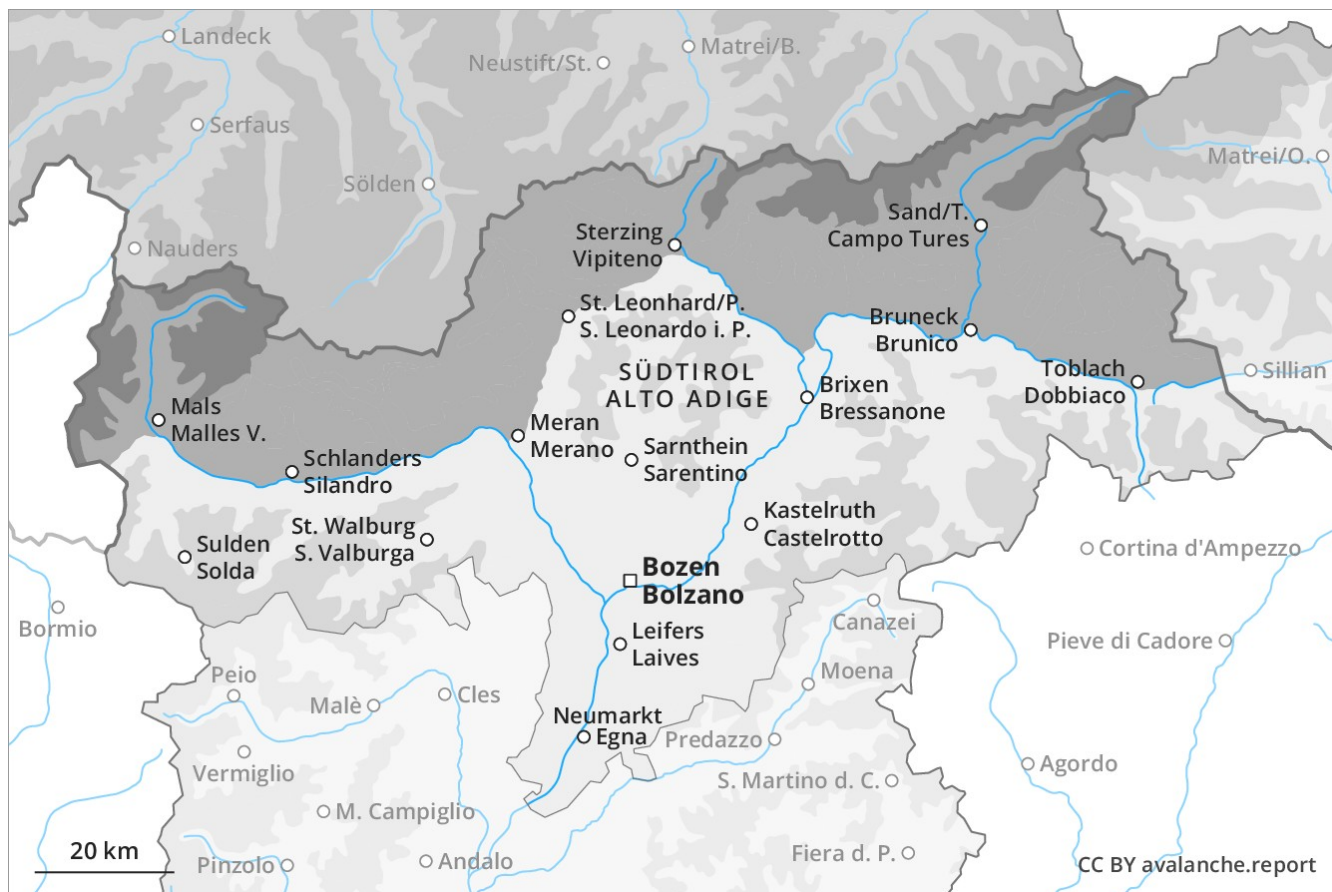 Landeck
Matrei/B.
Neustift/St.
Serfaus
Matrei/O.
Sölden
Sand/T.
Campo Tures
Sterzing
Vipiteno
Nauders
St. Leonhard/P.
S. Leonardo i. P.
Bruneck
Brunico
SÜDTIROL
ALTO ADIGE
Toblach
Dobbiaco
Sillian
Brixen
Bressanone
Mals
Malles V.
Meran
Merano
Sarnthein
Sarentino
Schlanders
Silandro
Kastelruth
Castelrotto
St. Walburg
S. Valburga
Sulden
Solda
Cortina d'Ampezzo
Bozen
Bolzano
Bormio
Canazei
Leifers
Laives
Pieve di Cadore
Peio
Moena
Malè
Cles
Neumarkt
Egna
Predazzo
Vermiglio
Agordo
S. Martino d. C.
M. Campiglio
20 km
Pinzolo
Andalo
Fiera d. P.
CC BY avalanche.report